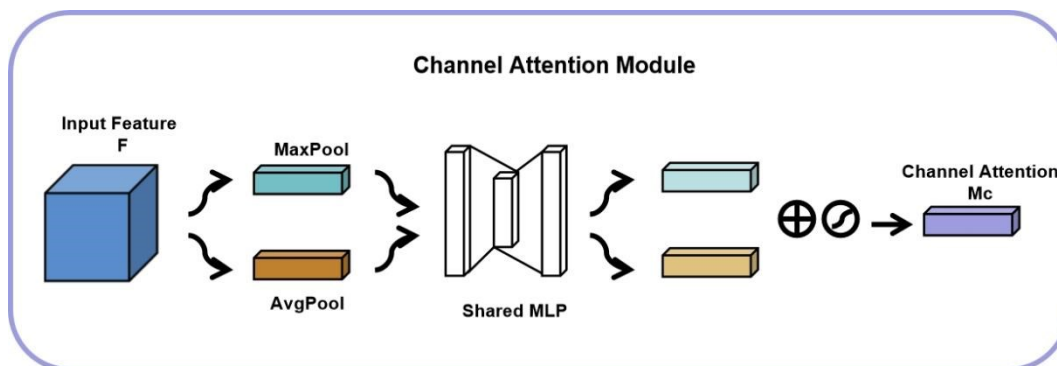 Channel Attention Module
Input Feature
F
MaxPool
AvgPool
Shared MLP
Channel Attention
Mc